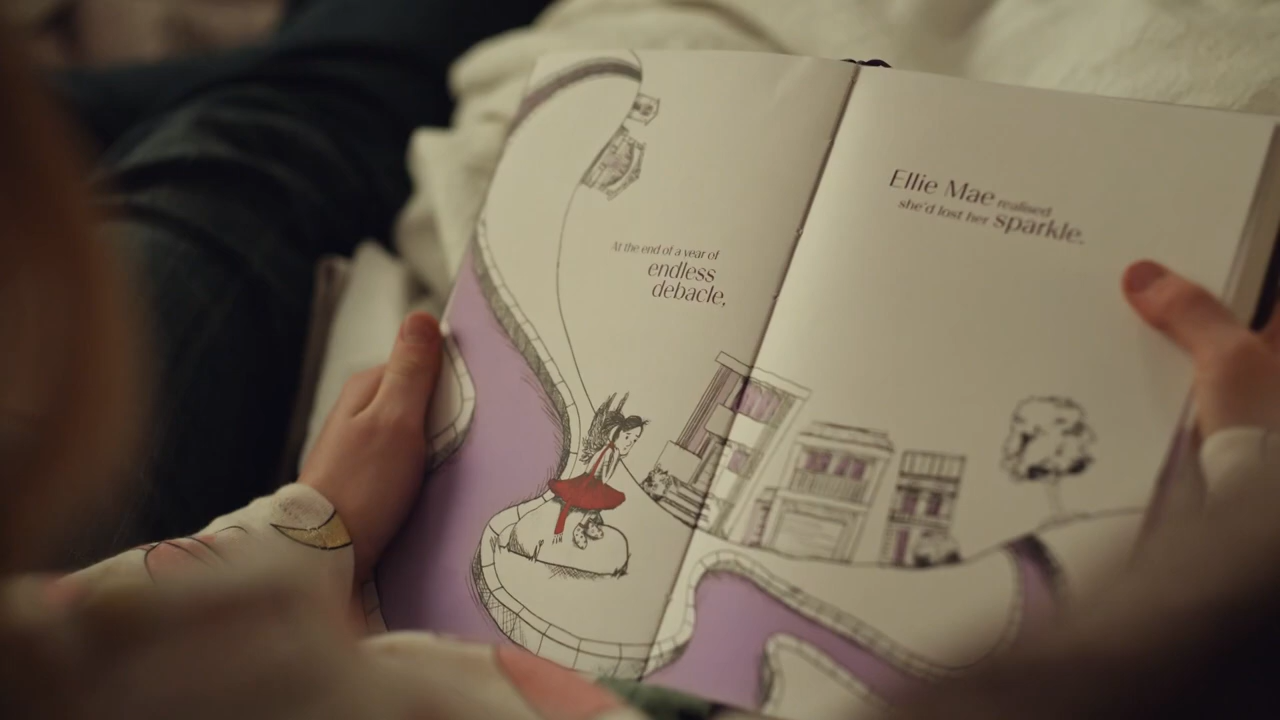 At the end of a year of
endless
debacle,
Ellie Mae realised
she'd lost her sparkle.